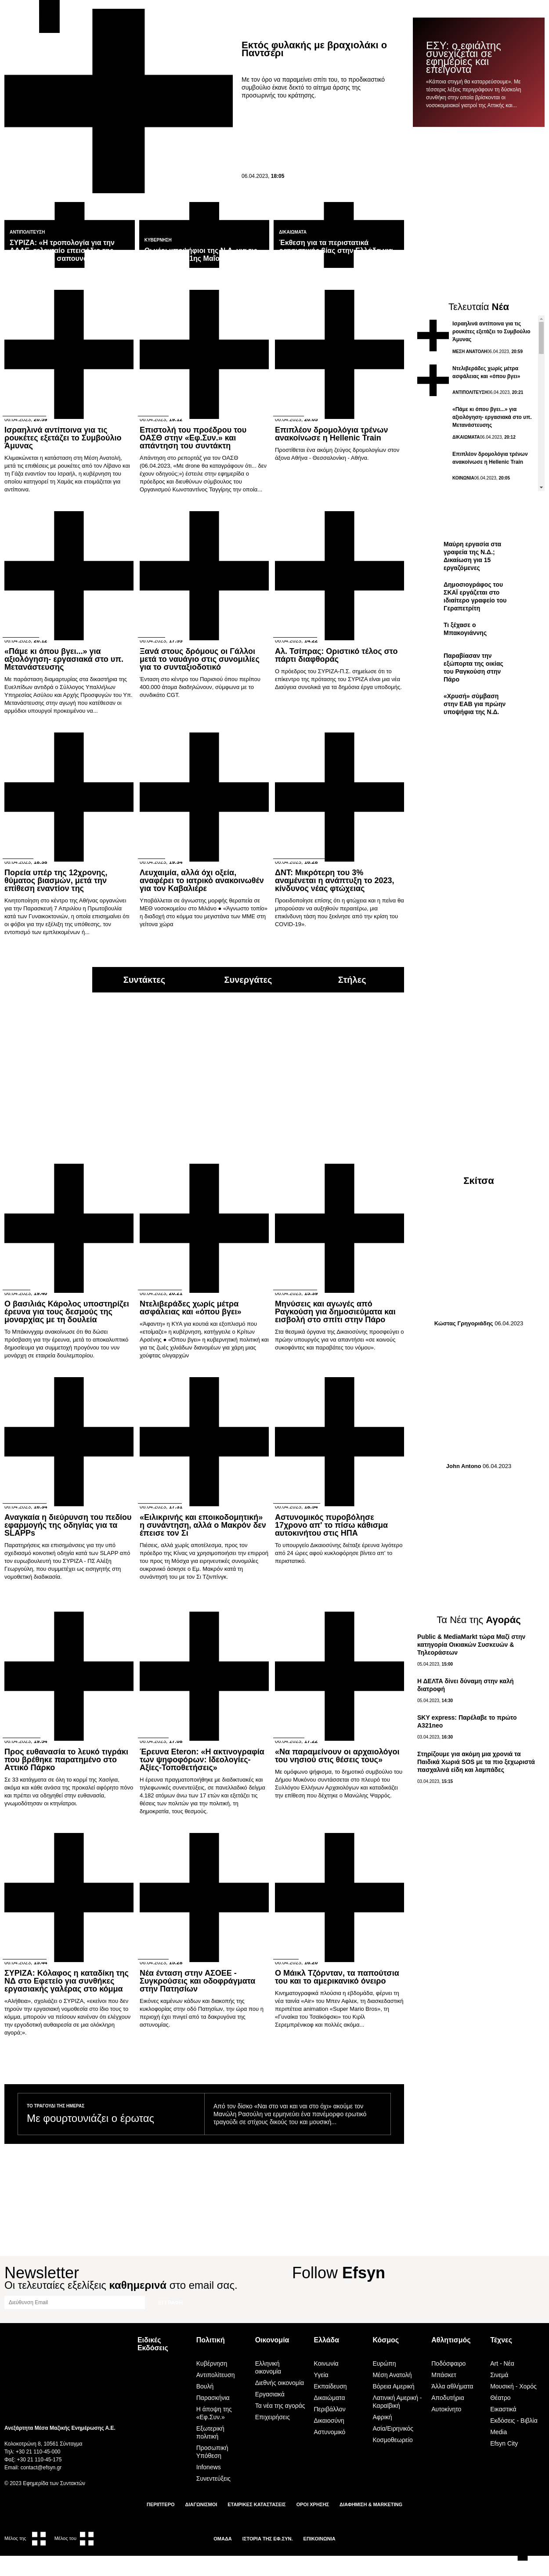 Εκτός φυλακής με βραχιολάκι ο
Παντσέρι
Με τον όρο να παραμείνει σπίτι του, το προδικαστικό
συμβούλιο έκανε δεκτό το αίτημα άρσης της
προσωρινής του κράτησης.
06.04.2023, 18:05
ΕΣΥ: ο εφιάλτης
συνεχίζεται σε
εφημερίες και
επείγοντα
«Κάποια στιγμή θα καταρρεύσουμε». Με
τέσσερις λέξεις περιγράφουν τη δύσκολη
συνθήκη στην οποία βρίσκονται οι
νοσοκομειακοί γιατροί της Αττικής και...
ΑΝΤΙΠΟΛΙΤΕΥΣΗ
ΣΥΡΙΖΑ: «Η τροπολογία για την
ΚΥΒΕΡΝΗΣΗ
ΔΙΚΑΙΩΜΑΤΑ
Έκθεση για τα περιστατικά
Τελευταία Νέα
Ισραηλινά αντίποινα για τις
ρουκέτες εξετάζει το Συμβούλιο
Άμυνας
ΜΕΣΗ ΑΝΑΤΟΛΗ06.04.2023, 20:59
Ντελιβεράδες χωρίς μέτρα
ασφάλειας και «όπου βγει»
ΑΝΤΙΠΟΛΙΤΕΥΣΗ06.04.2023, 20:21
«Πάμε κι όπου βγει...» για
αξιολόγηση- εργασιακά στο υπ.
Μετανάστευσης
ΔΙΚΑΙΩΜΑΤΑ06.04.2023, 20:12
Επιπλέον δρομολόγια τρένων
ανακοίνωσε η Hellenic Train
ΚΟΙΝΩΝΙΑ06.04.2023, 20:05
Ισραηλινά αντίποινα για τις
ρουκέτες εξετάζει το Συμβούλιο
Άμυνας
Κλιμακώνεται η κατάσταση στη Μέση Ανατολή,
μετά τις επιθέσεις με ρουκέτες από τον Λίβανο και
τη Γάζα εναντίον του Ισραήλ, η κυβέρνηση του
οποίου κατηγορεί τη Χαμάς και ετοιμάζεται για
αντίποινα.
Επιστολή του προέδρου του
ΟΑΣΘ στην «Εφ.Συν.» και
απάντηση του συντάκτη
Απάντηση στο ρεπορτάζ για τον ΟΑΣΘ
(06.04.2023, «Με drone θα καταγράφουν ότι... δεν
έχουν οδηγούς».) έστειλε στην εφημερίδα ο
πρόεδρος και διευθύνων σύμβουλος του
Οργανισμού Κωνσταντίνος Ταγγίρης την οποία...
Επιπλέον δρομολόγια τρένων
ανακοίνωσε η Hellenic Train
Προστίθεται ένα ακόμη ζεύγος δρομολογίων στον
άξονα Αθήνα - Θεσσαλονίκη - Αθήνα.
Μαύρη εργασία στα
γραφεία της Ν.Δ.;
Δικαίωση για 15
εργαζόμενες
Δημοσιογράφος του
ΣΚΑΪ εργάζεται στο
ιδιαίτερο γραφείο του
Γεραπετρίτη
Τι ξέχασε ο
Μπακογιάννης
Παραβίασαν την
εξώπορτα της οικίας
του Ραγκούση στην
Πάρο
«Χρυσή» σύμβαση
στην ΕΑΒ για πρώην
υποψήφια της Ν.Δ.
«Πάμε κι όπου βγει...» για
αξιολόγηση- εργασιακά στο υπ.
Μετανάστευσης
Με παράσταση διαμαρτυρίας στα δικαστήρια της
Ευελπίδων αντιδρά ο Σύλλογος Υπαλλήλων
Υπηρεσίας Ασύλου και Αρχής Προσφυγών του Υπ.
Μετανάστευσης στην αγωγή που κατέθεσαν οι
αρμόδιοι υπουργοί προκειμένου να...
Ξανά στους δρόμους οι Γάλλοι
μετά το ναυάγιο στις συνομιλίες
για το συνταξιοδοτικό
Ένταση στο κέντρο του Παρισιού όπου περίπου
400.000 άτομα διαδηλώνουν, σύμφωνα με το
συνδικάτο CGT.
Αλ. Τσίπρας: Οριστικό τέλος στο
πάρτι διαφθοράς
Ο πρόεδρος του ΣΥΡΙΖΑ-Π.Σ. σημείωσε ότι το
επίκεντρο της πρότασης του ΣΥΡΙΖΑ είναι μια νέα
Διαύγεια συνολικά για τα δημόσια έργα υποδομής.
Πορεία υπέρ της 12χρονης,
θύματος βιασμών, μετά την
επίθεση εναντίον της
Κινητοποίηση στο κέντρο της Αθήνας οργανώνει
για την Παρασκευή 7 Απριλίου η Πρωτοβουλία
κατά των Γυναικοκτονιών, η οποία επισημαίνει ότι
οι φόβοι για την εξέλιξη της υπόθεσης, τον
εντοπισμό των εμπλεκομένων ή...
Λευχαιμία, αλλά όχι οξεία,
αναφέρει το ιατρικό ανακοινωθέν
για τον Καβαλιέρε
Υποβάλλεται σε άγνωστης μορφής θεραπεία σε
ΜΕΘ νοσοκομείου στο Μιλάνο ● «Άγνωστο τοπίο»
η διαδοχή στο κόμμα του μεγιστάνα των ΜΜΕ στη
γείτονα χώρα
ΔΝΤ: Μικρότερη του 3%
αναμένεται η ανάπτυξη το 2023,
κίνδυνος νέας φτώχειας
Προειδοποίησε επίσης ότι η φτώχεια και η πείνα θα
μπορούσαν να αυξηθούν περαιτέρω, μια
επικίνδυνη τάση που ξεκίνησε από την κρίση του
COVID-19».
Συντάκτες
Συνεργάτες
Στήλες
Σκίτσα
Κώστας Γρηγοριάδης 06.04.2023
John Antono 06.04.2023
Ο βασιλιάς Κάρολος υποστηρίζει
έρευνα για τους δεσμούς της
μοναρχίας με τη δουλεία
Το Μπάκιγχαμ ανακοίνωσε ότι θα δώσει
πρόσβαση για την έρευνα, μετά το αποκαλυπτικό
δημοσίευμα για συμμετοχή προγόνου του νυν
μονάρχη σε εταιρεία δουλεμπορίου.
Ντελιβεράδες χωρίς μέτρα
ασφάλειας και «όπου βγει»
«Άφαντη» η ΚΥΑ για κουτιά και εξοπλισμό που
«ετοίμαζε» η κυβέρνηση, κατήγγειλε ο Κρίτων
Αρσένης ● «Όπου βγει» η κυβερνητική πολιτική και
για τις ζωές χιλιάδων διανομέων για χάρη μιας
χούφτας ολιγαρχών
Μηνύσεις και αγωγές από
Ραγκούση για δημοσιεύματα και
εισβολή στο σπίτι στην Πάρο
Στα θεσμικά όργανα της Δικαιοσύνης προσφεύγει ο
πρώην υπουργός για να απαντήσει «σε κοινούς
συκοφάντες και παραβάτες του νόμου».
Αναγκαία η διεύρυνση του πεδίου
εφαρμογής της οδηγίας για τα
SLAPPs
Παρατηρήσεις και επισημάνσεις για την υπό
σχεδιασμό κοινοτική οδηγία κατά των SLAPP από
τον ευρωβουλευτή του ΣΥΡΙΖΑ - ΠΣ Αλέξη
Γεωργούλη, που συμμετέχει ως εισηγητής στη
νομοθετική διαδικασία.
«Ειλικρινής και εποικοδομητική»
η συνάντηση, αλλά ο Μακρόν δεν
έπεισε τον Σι
Πιέσεις, αλλά χωρίς αποτέλεσμα, προς τον
πρόεδρο της Κίνας να χρησιμοποιήσει την επιρροή
του προς τη Μόσχα για ειρηνευτικές συνομιλίες
ουκρανικό άσκησε ο Εμ. Μακρόν κατά τη
συνάντησή του με τον Σι Τζινπίνγκ.
Αστυνομικός πυροβόλησε
17χρονο απ' το πίσω κάθισμα
αυτοκινήτου στις ΗΠΑ
Το υπουργείο Δικαιοσύνης διέταξε έρευνα λιγότερο
από 24 ώρες αφού κυκλοφόρησε βίντεο απ' το
περιστατικό.
Τα Νέα της Αγοράς
Public & MediaMarkt τώρα Μαζί στην
κατηγορία Οικιακών Συσκευών &
Τηλεοράσεων
05.04.2023, 15:00
Η ΔΕΛΤΑ δίνει δύναμη στην καλή
διατροφή
05.04.2023, 14:30
SKY express: Παρέλαβε το πρώτο
A321neo
03.04.2023, 16:30
Στηρίζουμε για ακόμη μια χρονιά τα
Παιδικά Χωριά SOS με τα πιο ξεχωριστά
πασχαλινά είδη και λαμπάδες
03.04.2023, 15:15
Προς ευθανασία το λευκό τιγράκι
που βρέθηκε παρατημένο στο
Αττικό Πάρκο
Σε 33 κατάγματα σε όλη το κορμί της Χασίγια,
ακόμα και κάθε ανάσα της προκαλεί αφόρητο πόνο
και πρέπει να οδηγηθεί στην ευθανασία,
γνωμοδότησαν οι κτηνίατροι.
Έρευνα Eteron: «Η ακτινογραφία
των ψηφοφόρων: Ιδεολογίες-
Αξίες-Τοποθετήσεις»
Η έρευνα πραγματοποιήθηκε με διαδικτυακές και
τηλεφωνικές συνεντεύξεις, σε πανελλαδικό δείγμα
4.182 ατόμων άνω των 17 ετών και εξετάζει τις
θέσεις των πολιτών για την πολιτική, τη
δημοκρατία, τους θεσμούς.
«Να παραμείνουν οι αρχαιολόγοι
του νησιού στις θέσεις τους»
Με ομόφωνο ψήφισμα, το δημοτικό συμβούλιο του
Δήμου Μυκόνου συντάσσεται στο πλευρό του
Συλλόγου Ελλήνων Αρχαιολόγων και καταδικάζει
την επίθεση που δέχτηκε ο Μανώλης Ψαρρός.
ΣΥΡΙΖΑ: Κόλαφος η καταδίκη της
ΝΔ στο Εφετείο για συνθήκες
εργασιακής γαλέρας στο κόμμα
«Αλήθεια», σχολιάζει ο ΣΥΡΙΖΑ, «εκείνοι που δεν
τηρούν την εργασιακή νομοθεσία στο ίδιο τους το
κόμμα, μπορούν να πείσουν κανέναν ότι ελέγχουν
την εργοδοτική αυθαιρεσία σε μια ολόκληρη
αγορά;».
Νέα ένταση στην ΑΣΟΕΕ -
Συγκρούσεις και οδοφράγματα
στην Πατησίων
Εικόνες καμένων κάδων και διακοπής της
κυκλοφορίας στην οδό Πατησίων, την ώρα που η
περιοχή έχει πνιγεί από τα δακρυγόνα της
αστυνομίας.
Ο Μάικλ Τζόρνταν, τα παπούτσια
του και το αμερικανικό όνειρο
Κινηματογραφικά πλούσια η εβδομάδα, φέρνει τη
νέα ταινία «Air» του Μπεν Άφλεκ, τη διασκεδαστική
περιπέτεια animation «Super Mario Bros», τη
«Γυναίκα του Τσαϊκόφσκι» του Κιρίλ
Σερεμπρένικοφ και πολλές ακόμα...
ΤΟ ΤΡΑΓΟΥΔΙ ΤΗΣ ΗΜΕΡΑΣ
Με φουρτουνιάζει ο έρωτας
Από τον δίσκο «Ναι στο ναι και ναι στο όχι» ακούμε τον
Μανώλη Ρασούλη να ερμηνεύει ένα πανέμορφο ερωτικό
τραγούδι σε στίχους δικούς του και μουσική...
Newsletter
Οι τελευταίες εξελίξεις καθημερινά στο email σας.
Διεύθυνση Email
Follow Efsyn
Ειδικές
Εκδόσεις
Πολιτική
Κυβέρνηση
Αντιπολίτευση
Βουλή
Παρασκήνια
Η άποψη της
«Εφ.Συν.»
Εξωτερική
πολιτική
Προσωπική
Υπόθεση
Infonews
Συνεντεύξεις
Οικονομία
Ελληνική
οικονομία
Διεθνής οικονομία
Εργασιακά
Τα νέα της αγοράς
Επιχειρήσεις
Ελλάδα
Κοινωνία
Υγεία
Εκπαίδευση
Δικαιώματα
Περιβάλλον
Δικαιοσύνη
Αστυνομικό
Κόσμος
Ευρώπη
Μέση Ανατολή
Βόρεια Αμερική
Λατινική Αμερική -
Καραϊβική
Αφρική
Ασία/Ειρηνικός
Κοσμοθεωρείο
Αθλητισμός
Ποδόσφαιρο
Μπάσκετ
Άλλα αθλήματα
Αποδυτήρια
Αυτοκίνητο
Τέχνες
Art - Νέα
Σινεμά
Μουσική - Χορός
Θέατρο
Εικαστικά
Εκδόσεις - Βιβλία
Media
Efsyn City
Ανεξάρτητα Μέσα Μαζικής Ενημέρωσης Α.Ε.
Κολοκοτρώνη 8, 10561 Σύνταγμα
Τηλ: +30 21 110-45-000
Φαξ: +30 21 110-45-175
Email: contact@efsyn.gr
© 2023 Εφημερίδα των Συντακτών
ΠΕΡΙΠΤΕΡΟ ΔΙΑΓΩΝΙΣΜΟΙ ΕΤΑΙΡΙΚΕΣ ΚΑΤΑΣΤΑΣΕΙΣ ΟΡΟΙ ΧΡΗΣΗΣ ΔΙΑΦΗΜΙΣΗ & MARKETING
Μέλος της Μέλος του
ΟΜΑΔΑ ΙΣΤΟΡΙΑ ΤΗΣ ΕΦ.ΣΥΝ. ΕΠΙΚΟΙΝΩΝΙΑ